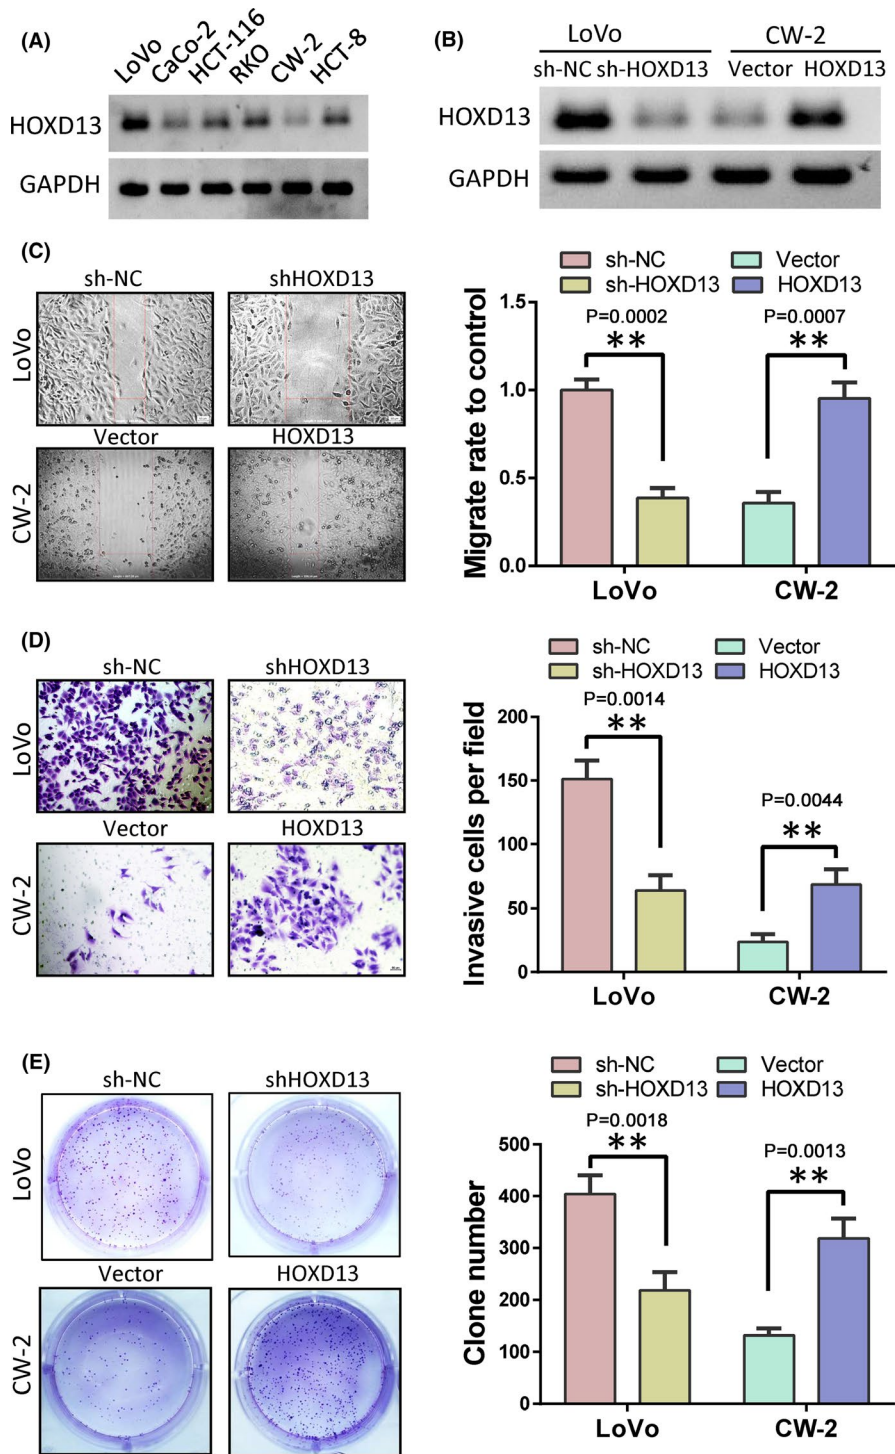 (A)
LoVo CaCo-2 HCT-116 RKO CW-2 HCT-8
HOXD13
GAPDH
(B)
LoVo CW-2
sh-NC sh-HOXD13 Vector HOXD13
HOXD13
GAPDH
(C)
sh-NC shHOXD13
LoVo
Vector HOXD13
CW-2
sh-NC Vector
sh-HOXD13 HOXD13
Migrate rate to control
1.5
1.0
0.5
0.0
P=0.0002 P=0.0007
** **
LoVo CW-2
(D)
sh-NC shHOXD13
LoVo
Vector HOXD13
CW-2
sh-NC Vector
sh-HOXD13 HOXD13
Invasive cells per field
200
150
100
50
0
P=0.0014
**
P=0.0044
**
LoVo CW-2
(E)
sh-NC shHOXD13
LoVo
Vector HOXD13
CW-2
sh-NC Vector
sh-HOXD13 HOXD13
Clone number
500
400
300
200
100
0
P=0.0018
**
P=0.0013
**
LoVo CW-2